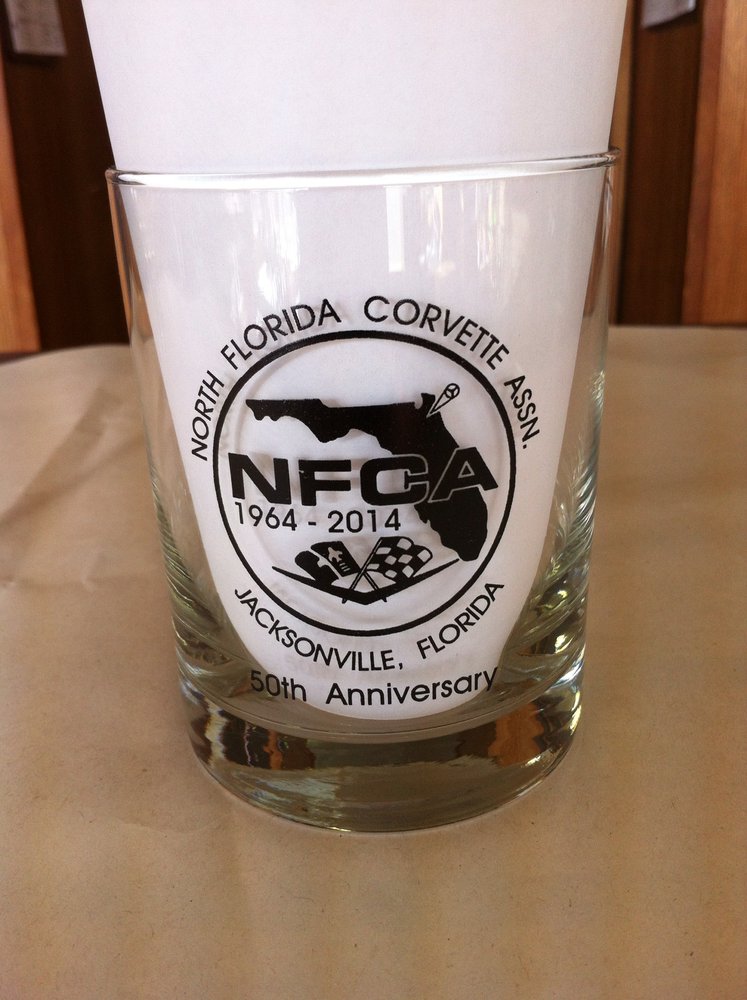 NORTH FLORIDA CORVETTE ASSN.
NFCA
1964 - 2014
JACKSONVILLE, FLORIDA
50th Anniversary